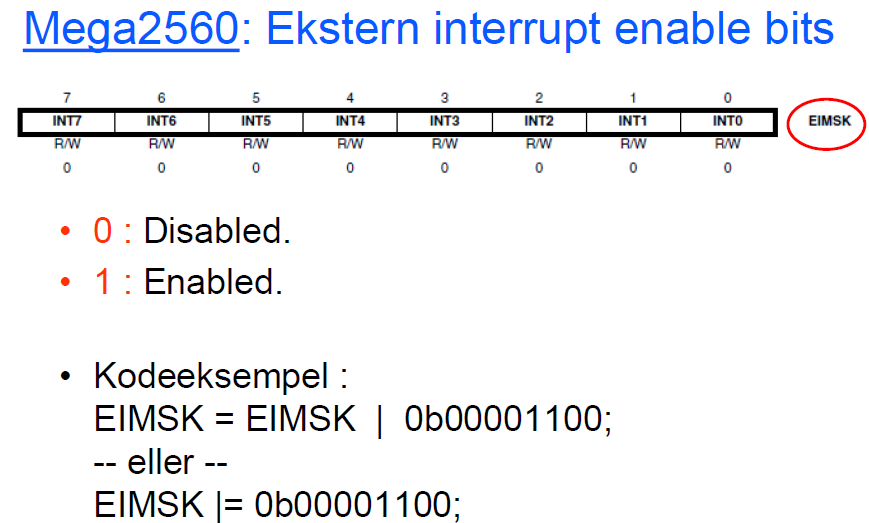 Mega2560: Ekstern interrupt enable bits
7 6 5 4 3 2 1 0
INT7 INT6 INT5 INT4 INT3 INT2 INT1 INT0 EIMSK
R/W R/W R/W R/W R/W R/W R/W R/W
0 0 0 0 0 0 0 0
• 0 : Disabled.
• 1 : Enabled.
• Kodeeksempel :
EIMSK = EIMSK | 0b00001100;
-- eller --
EIMSK |= 0b00001100;